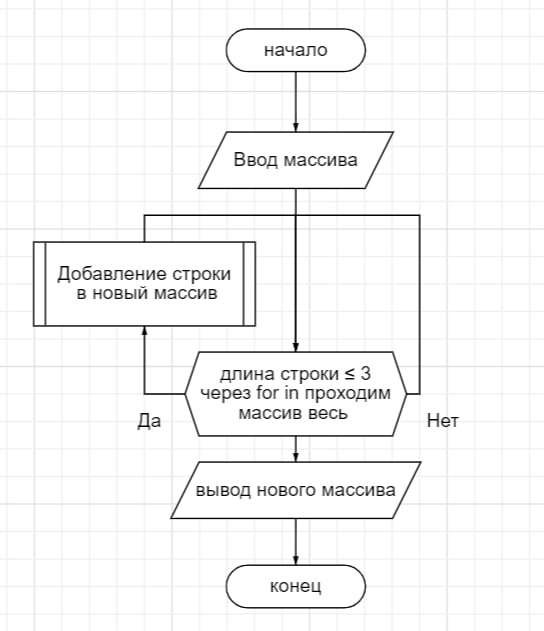 начало
Ввод массива
Добавление строки
в новый массив
длина строки ≤ 3
через for in проходим
массив весь
Да
Нет
вывод нового массива
конец